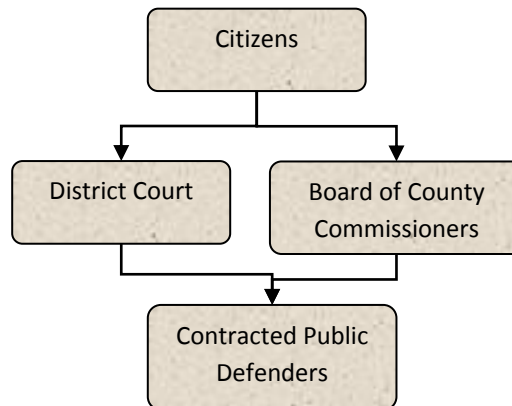 Citizens
District Court
Board of County
Commissioners
Contracted Public
Defenders